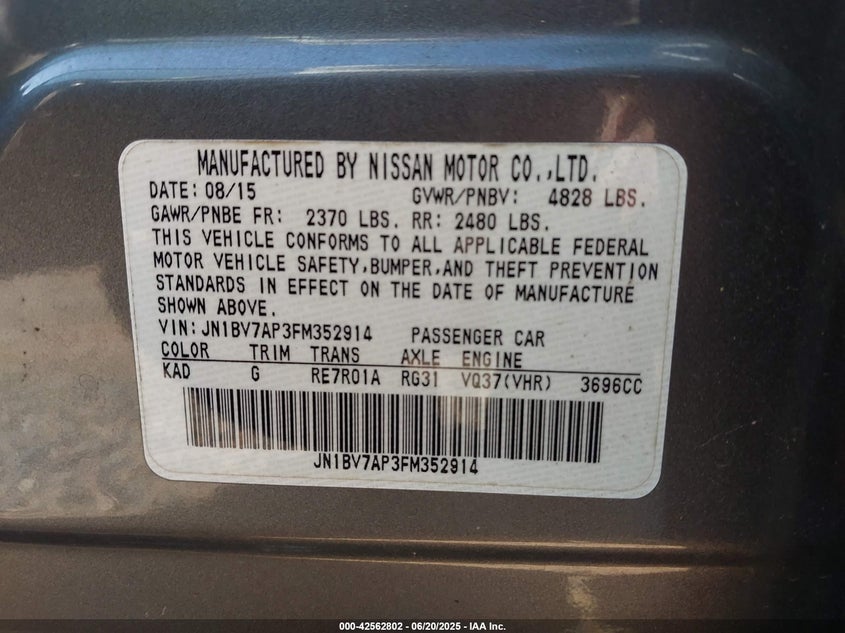 MANUFACTURED BY NISSAN MOTOR CO.,LTD.
DATE: 08/15 GVWR/PNBV: 4828 LBS.
GAWR/PNBE FR: 2370 LBS. RR: 2480 LBS.
THIS VEHICLE CONFORMS TO ALL APPLICABLE FEDERAL
MOTOR VEHICLE SAFETY,BUMPER,AND THEFT PREVENTION
STANDARDS IN EFFECT ON THE DATE OF MANUFACTURE
SHOWN ABOVE.
VIN:JN1BV7AP3FM352914 PASSENGER CAR
COLOR TRIM TRANS AXLE ENGINE
KAD G RE7R01A RG31 VQ37(VHR) 3696CC
JN1BV7AP3FM352914
000-42562802 - 06/20/2025 - IAA Inc.